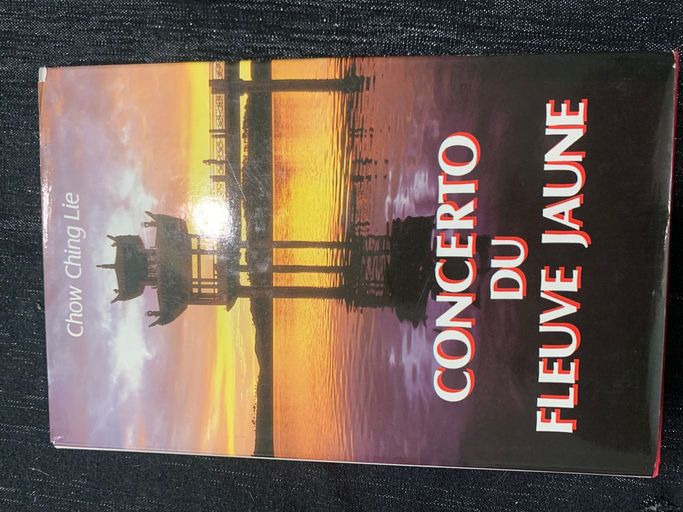 Chow Ching Lie
CONCERTO
DU
FLEUVE JAUNE